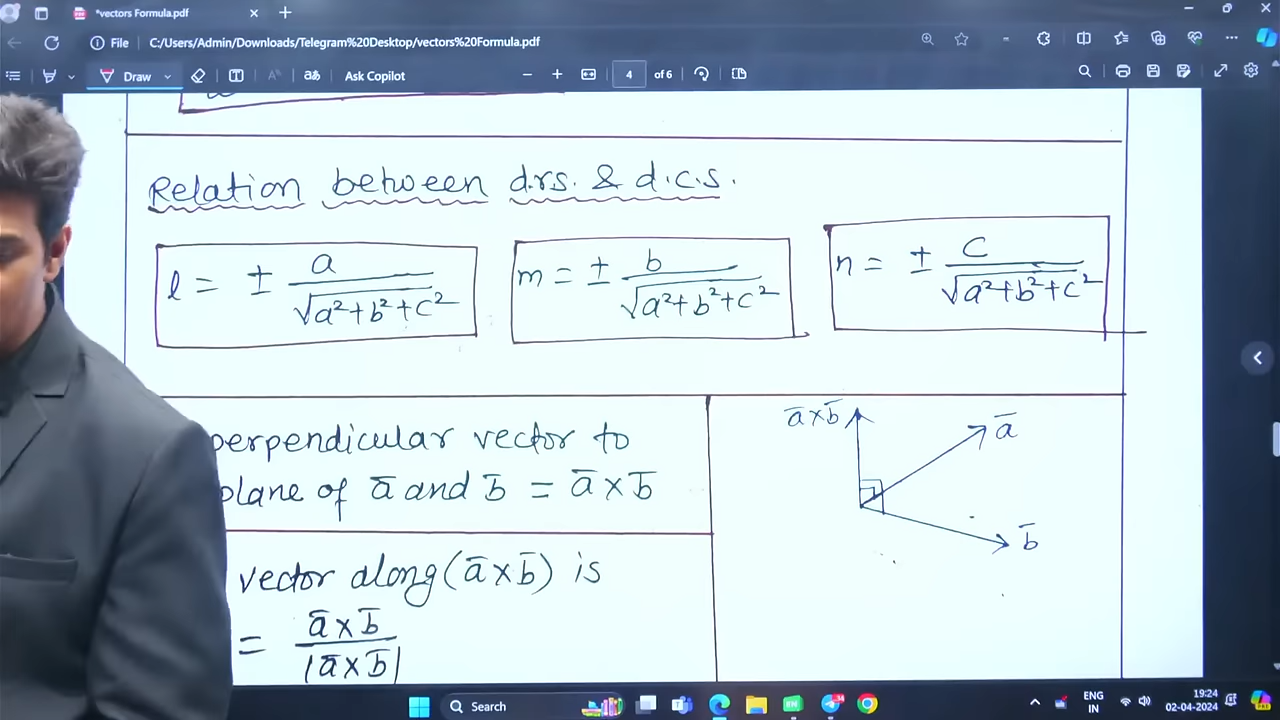 *vectors Formula.pdf
File C:/Users/Admin/Downloads/Telegram%20Desktop/vectors%20Formula.pdf
Draw aあ Ask Copilot 4 of 6
Relation between d.rs. & d.c.s.
l = ± a/√a²+b²+c² m = ± b/√a²+b²+c² n = ± c/√a²+b²+c²
perpendicular vector to
plane of a̅ and b̅ = a̅×b̅
a̅×b̅
a̅
b̅
vector along (a̅×b̅) is
= a̅×b̅/|a̅×b̅|
Search
ENG
IN
19:24
02-04-2024